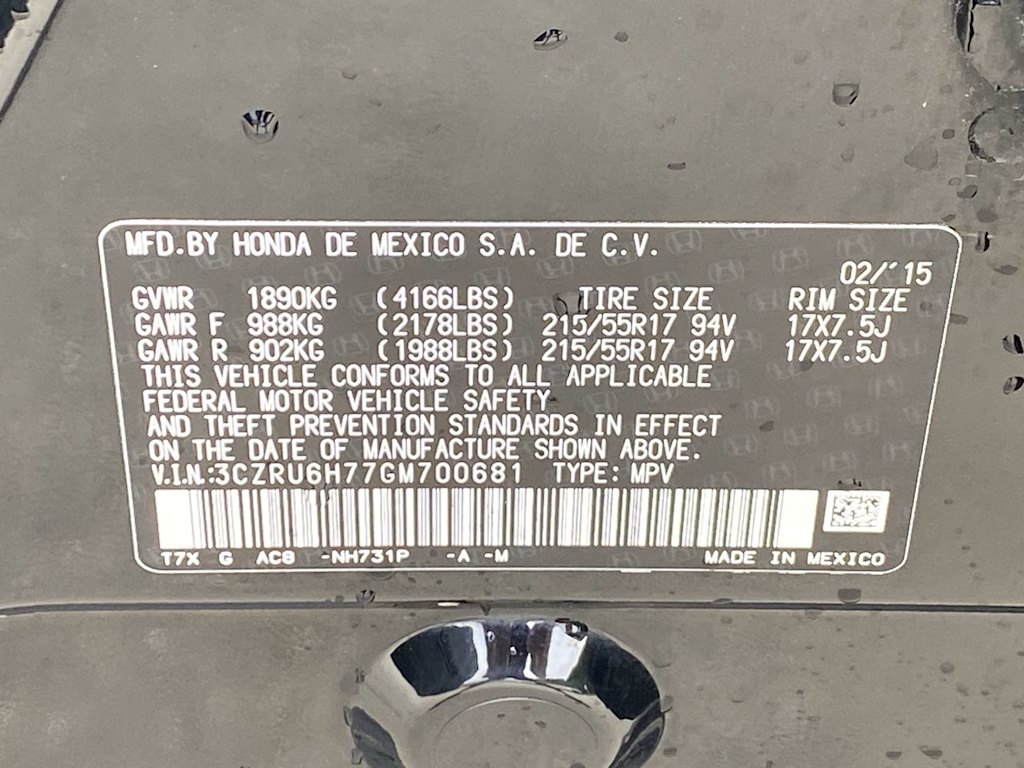 MFD.BY HONDA DE MEXICO S.A. DE C.V.
02/'15
GVWR 1890KG (4166LBS) TIRE SIZE RIM SIZE
GAWR F 988KG (2178LBS) 215/55R17 94V 17X7.5J
GAWR R 902KG (1988LBS) 215/55R17 94V 17X7.5J
THIS VEHICLE CONFORMS TO ALL APPLICABLE
FEDERAL MOTOR VEHICLE SAFETY
AND THEFT PREVENTION STANDARDS IN EFFECT
ON THE DATE OF MANUFACTURE SHOWN ABOVE.
V.I.N.:3CZRU6H77GM700681 TYPE: MPV
T7X G AC8 -NH731P -A -M MADE IN MEXICO